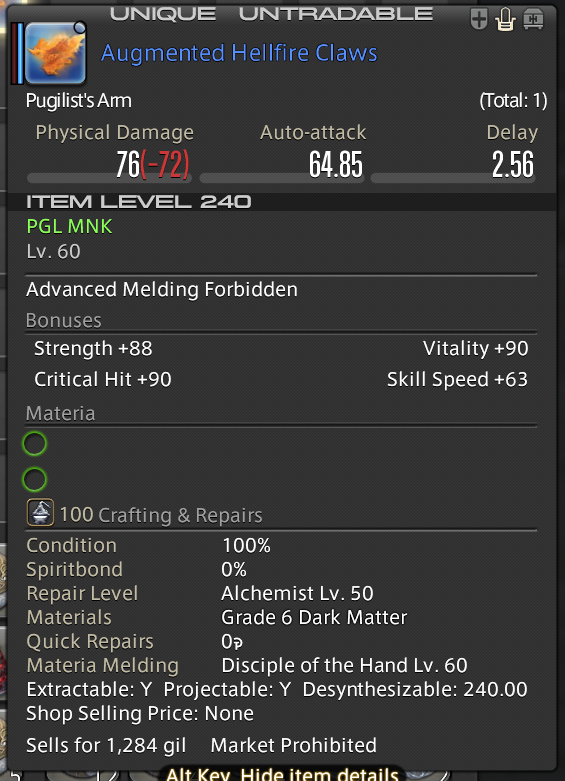 UNIQUE UNTRADABLE
Augmented Hellfire Claws
Pugilist's Arm (Total: 1)
Physical Damage Auto-attack Delay
76(-72) 64.85 2.56
ITEM LEVEL 240
PGL MNK
Lv. 60
Advanced Melding Forbidden
Bonuses
Strength +88 Vitality +90
Critical Hit +90 Skill Speed +63
Materia
100 Crafting & Repairs
Condition 100%
Spiritbond 0%
Repair Level Alchemist Lv. 50
Materials Grade 6 Dark Matter
Quick Repairs 0
Materia Melding Disciple of the Hand Lv. 60
Extractable: Y Projectable: Y Desynthesizable: 240.00
Shop Selling Price: None
Sells for 1,284 gil Market Prohibited
Alt Key Hide item details